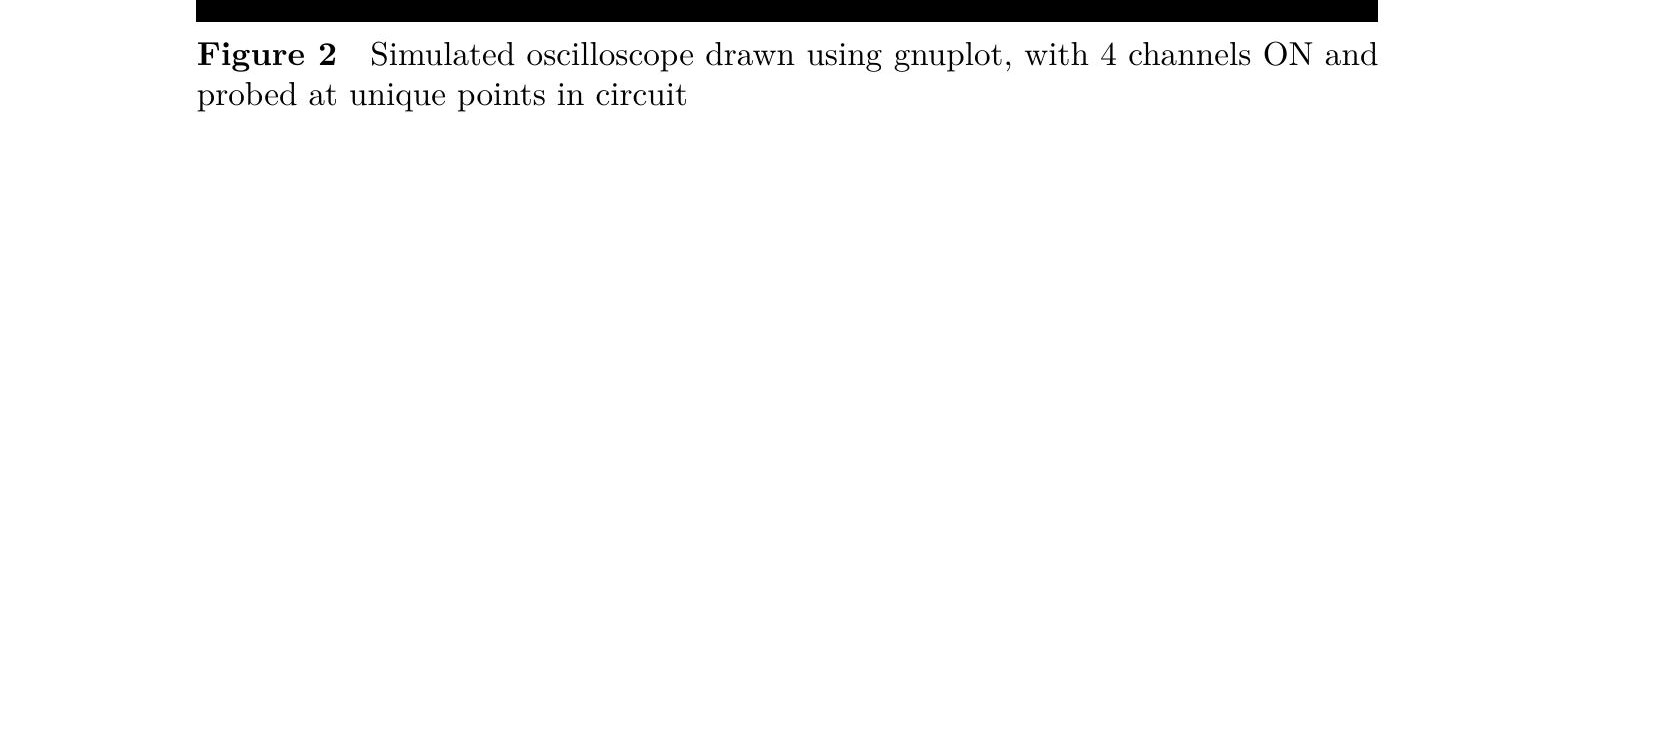 Figure 2 Simulated oscilloscope drawn using gnuplot, with 4 channels ON and
probed at unique points in circuit